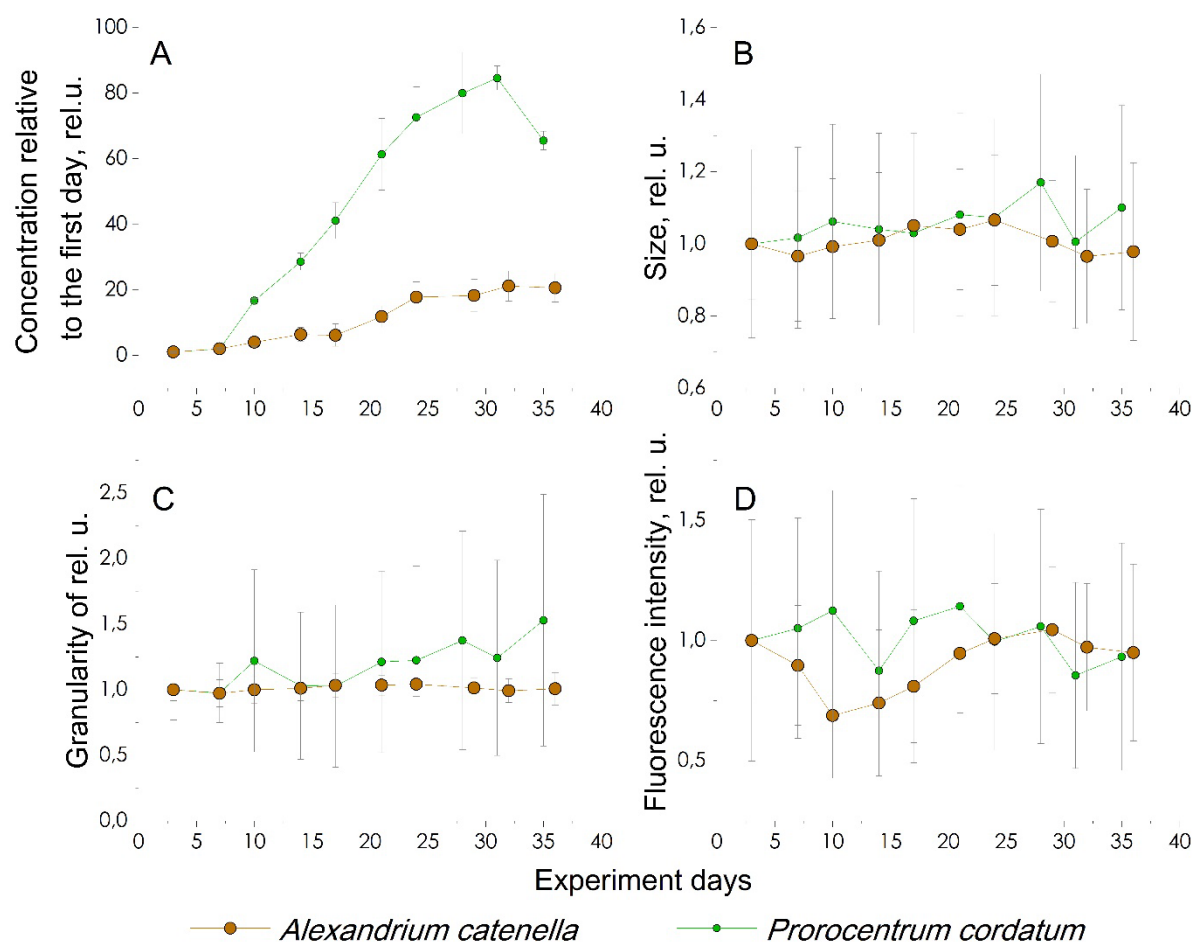 A
Concentration relative
to the first day, rel.u.
100
80
60
40
20
0
0 5 10 15 20 25 30 35 40
B
Size, rel. u.
1,6
1,4
1,2
1,0
0,8
0,6
0 5 10 15 20 25 30 35 40
C
Granularity of rel. u.
2,5
2,0
1,5
1,0
0,5
0,0
0 5 10 15 20 25 30 35 40
D
Fluorescence intensity, rel. u.
1,5
1,0
0,5
0 5 10 15 20 25 30 35 40
Experiment days
Alexandrium catenella
Prorocentrum cordatum